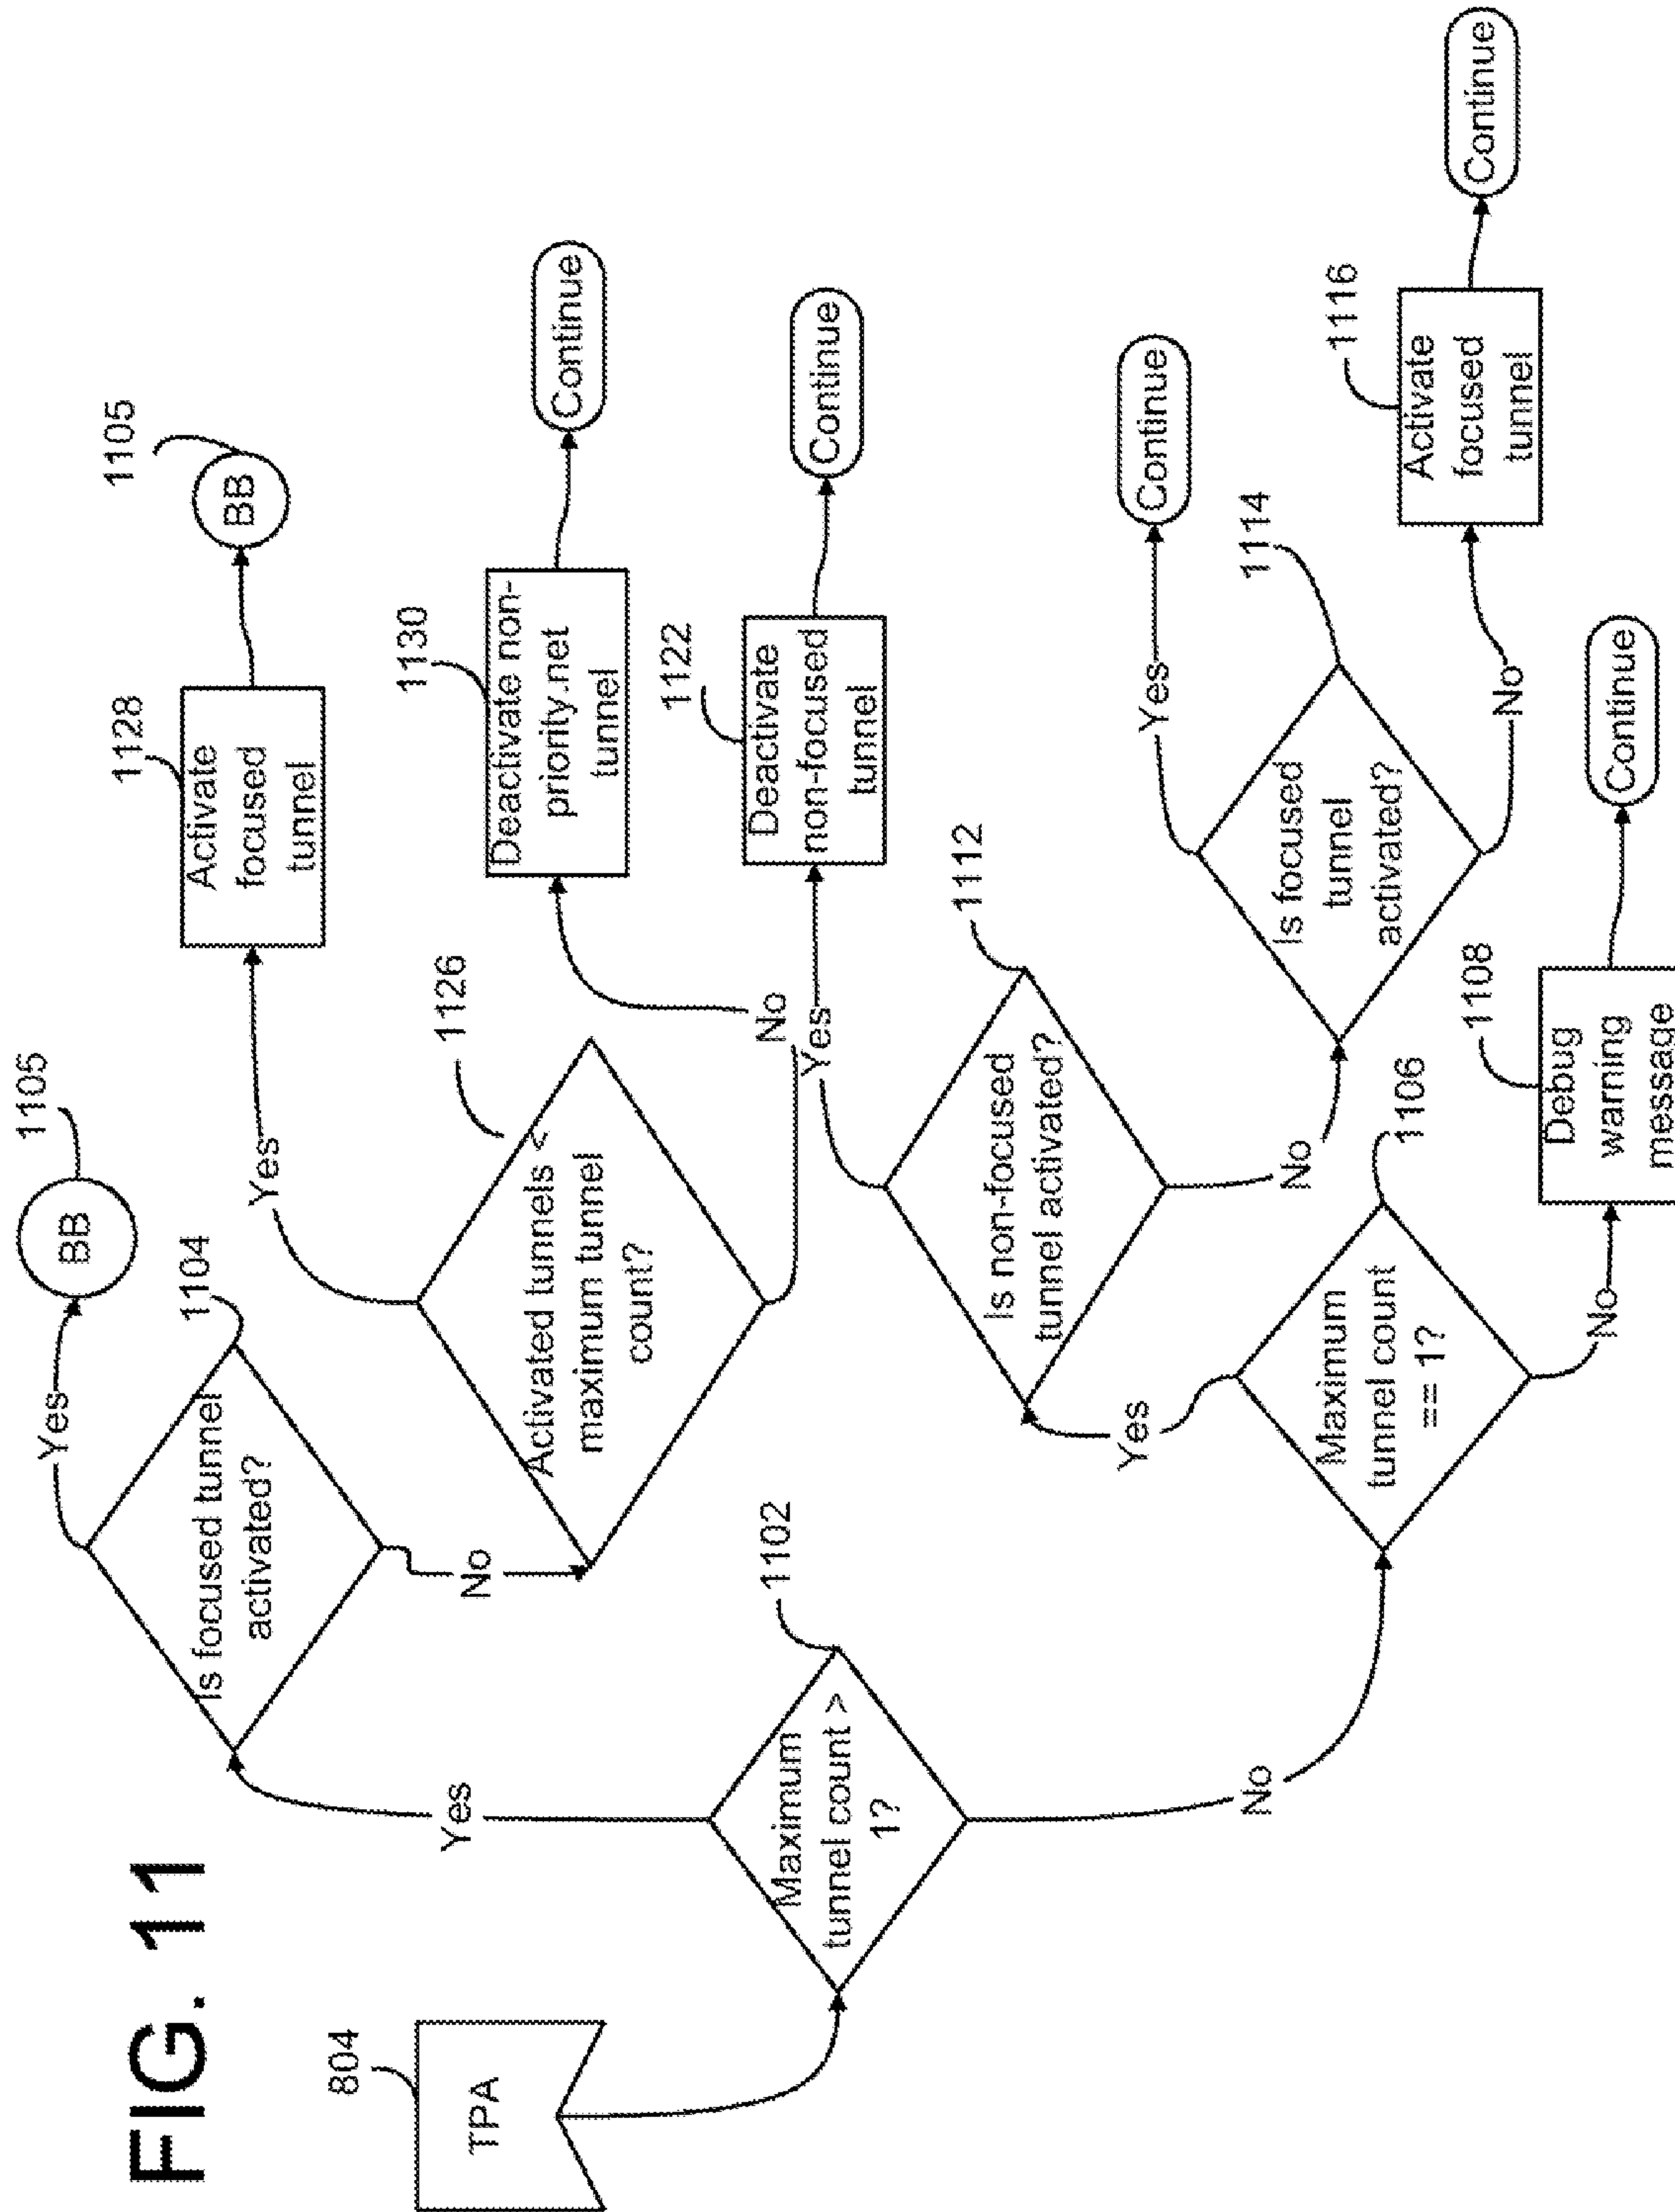 FIG. 11
804
TPA
1102
Maximum
tunnel count >
1?
Yes
No
1104
Is focused tunnel
activated?
Yes
No
1105
BB
1126
Activated tunnels <
maximum tunnel
count?
Yes
No
1128
Activate
focused
tunnel
1105
BB
1130
Deactivate non-
priority.net
tunnel
Continue
1106
Maximum
tunnel count
== 1?
Yes
No
1112
Is non-focused
tunnel activated?
Yes
No
1122
Deactivate
non-focused
tunnel
Continue
1114
Is focused
tunnel
activated?
Yes
No
Continue
1116
Activate
focused
tunnel
Continue
1108
Debug
warning
message
Continue